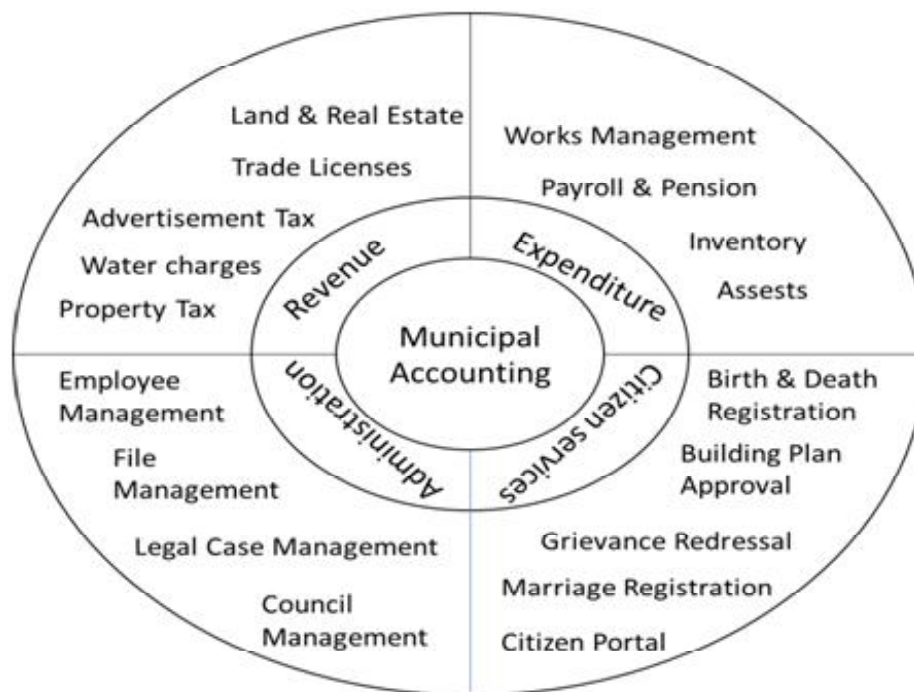 Land & Real Estate
Trade Licenses
Advertisement Tax
Water charges
Property Tax
Revenue
Works Management
Payroll & Pension
Inventory
Assests
Expenditure
Municipal
Accounting
Administration
Employee
Management
File
Management
Legal Case Management
Council
Management
Citizen services
Birth & Death
Registration
Building Plan
Approval
Grievance Redressal
Marriage Registration
Citizen Portal